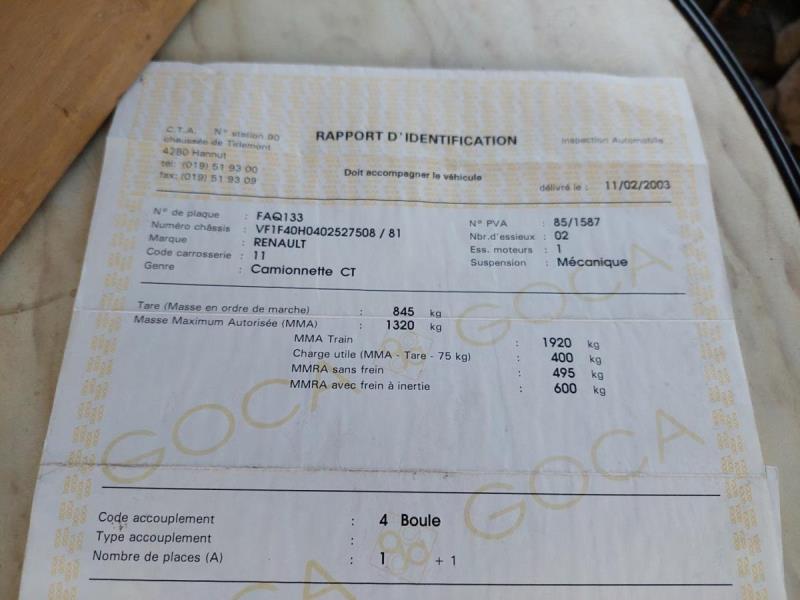 C.T.A. N° station 90
chaussée de Tirlemont
4280 Hannut
tél: (019) 51 93 00
fax: (019) 51 93 09
RAPPORT D'IDENTIFICATION
Inspection Automobile
Doit accompagner le véhicule
délivré le : 11/02/2003
N° de plaque : FAQ133
Numéro châssis : VF1F40H0402527508 / 81
Marque : RENAULT
Code carrosserie : 11
Genre : Camionnette CT
N° PVA : 85/1587
Nbr.d'essieux : 02
Ess. moteurs : 1
Suspension : Mécanique
Tare (Masse en ordre de marche) : 845 kg
Masse Maximum Autorisée (MMA) : 1320 kg
MMA Train : 1920 kg
Charge utile (MMA - Tare - 75 kg) : 400 kg
MMRA sans frein : 495 kg
MMRA avec frein à inertie : 600 kg
GOCA
GOCA
GOCA
Code accouplement : 4 Boule
Type accouplement :
Nombre de places (A) : 1 + 1
GOCA